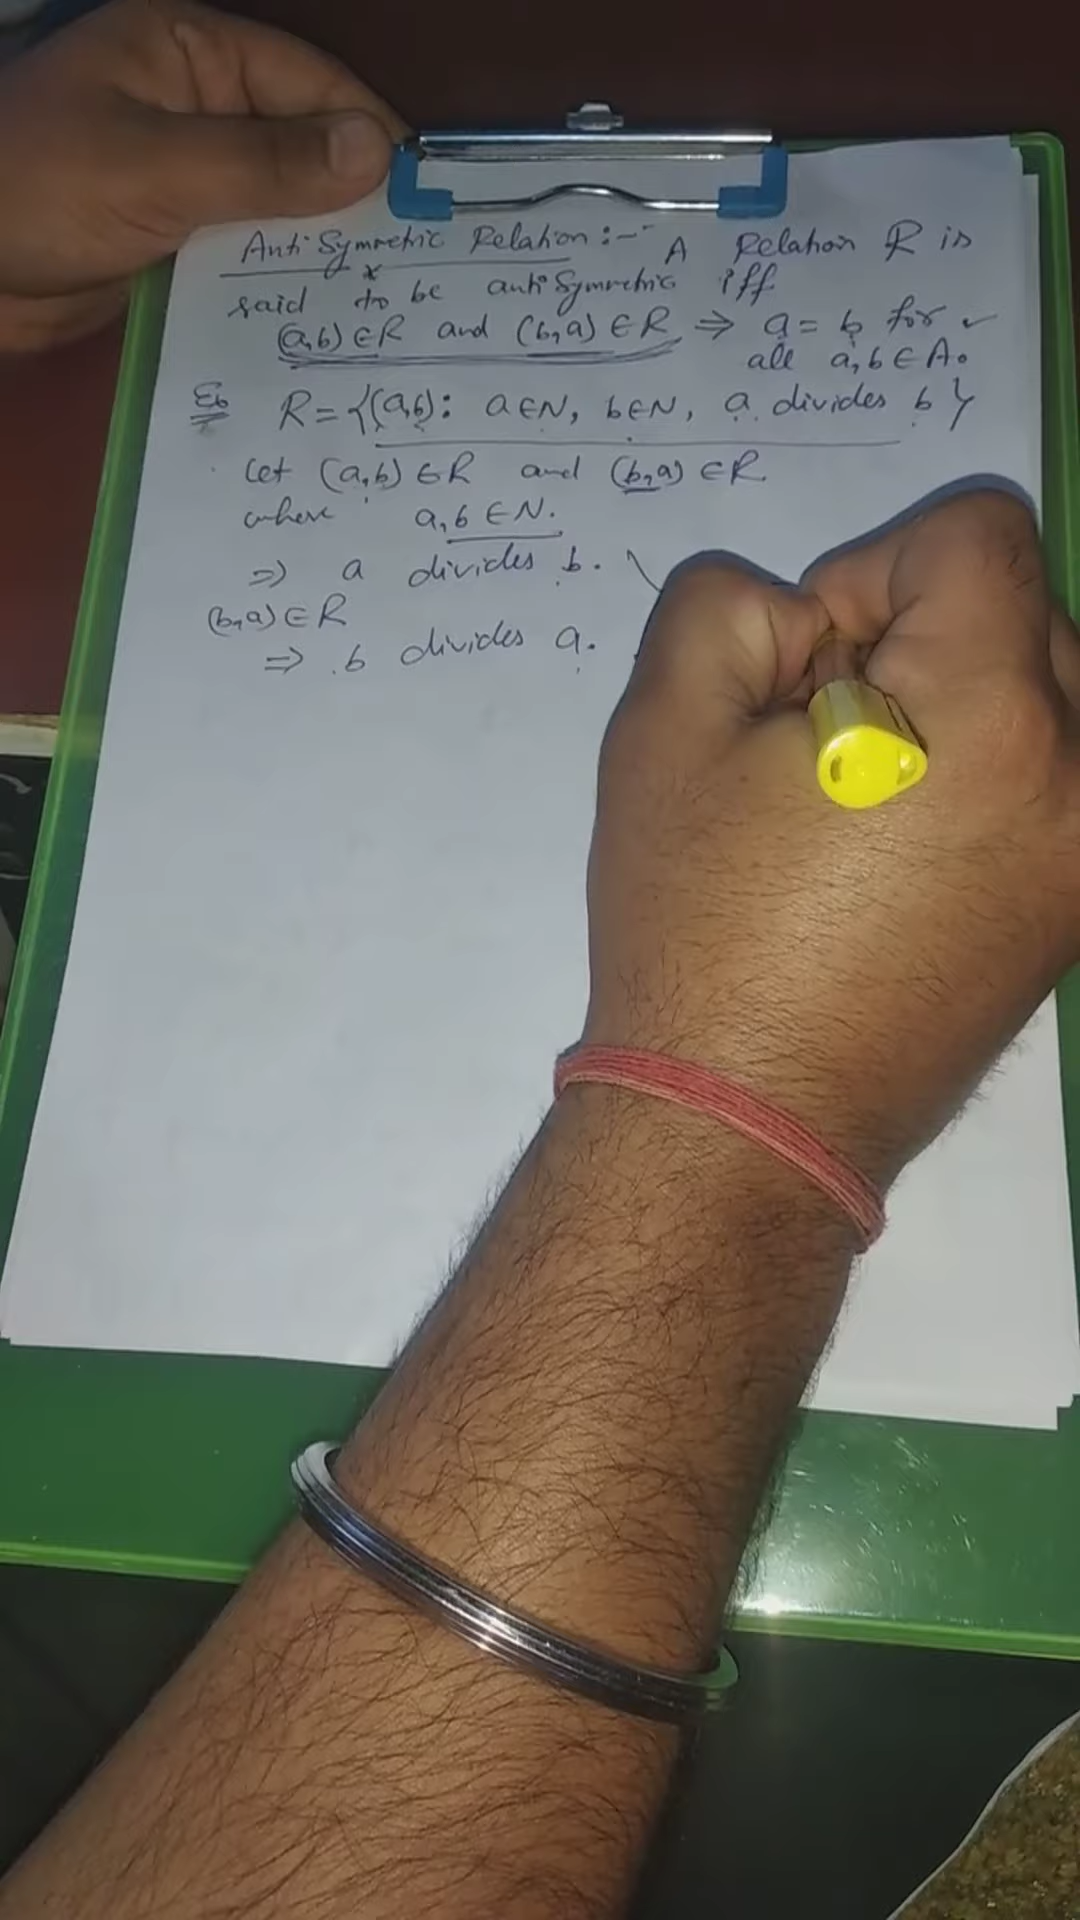 Anti Symmetric Relation :- A Relation R is
said to be anti Symmetric iff
(a,b) ∈ R and (b,a) ∈ R ⇒ a = b for
all a,b ∈ A.
Eg R = {(a,b): a ∈ N, b ∈ N, a divides b}
Let (a,b) ∈ R and (b,a) ∈ R
where a,b ∈ N.
⇒ a divides b.
(b,a) ∈ R
⇒ b divides a.